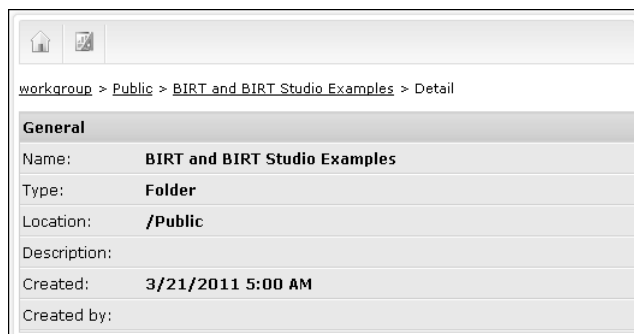 workgroup > Public > BIRT and BIRT Studio Examples > Detail
General
Name: BIRT and BIRT Studio Examples
Type: Folder
Location: /Public
Description:
Created: 3/21/2011 5:00 AM
Created by: